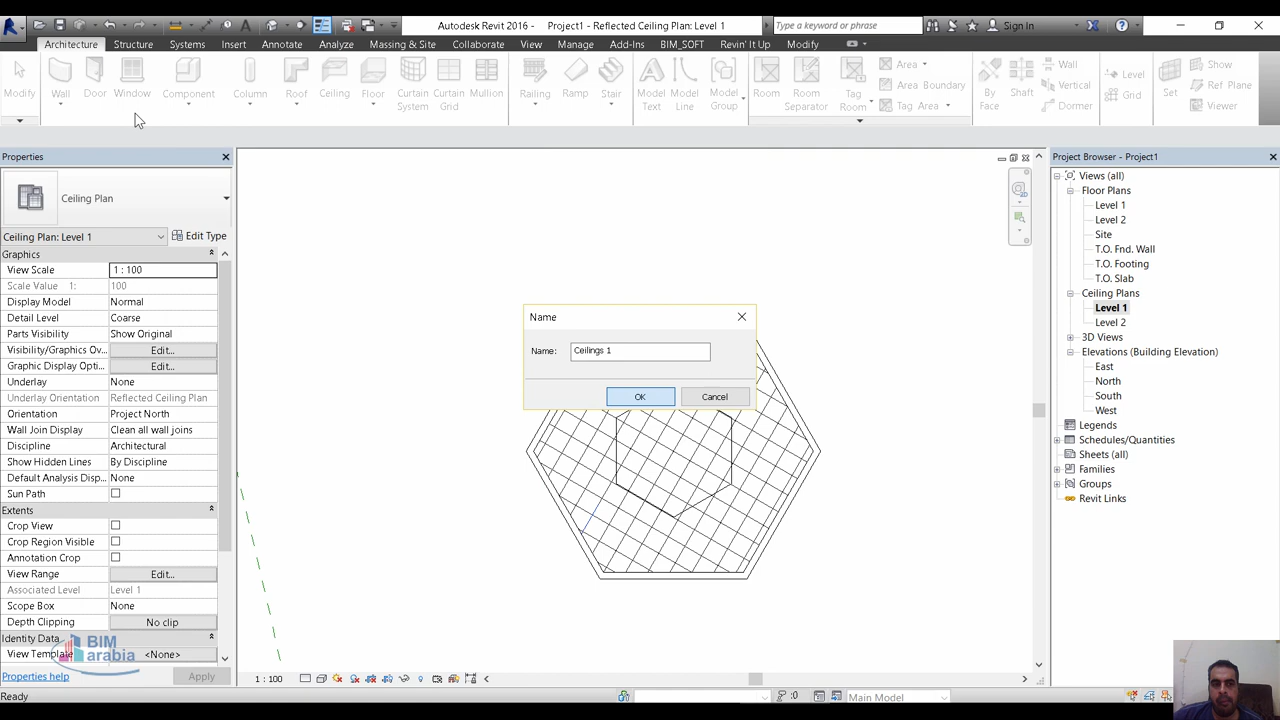 Autodesk Revit 2016 - Project1 - Reflected Ceiling Plan: Level 1
Type a keyword or phrase
Sign In
Architecture Structure Systems Insert Annotate Analyze Massing & Site Collaborate View Manage Add-Ins BIM_SOFT Revin' It Up Modify
Modify Wall Door Window Component Column Roof Ceiling Floor Curtain System Curtain Grid Mullion Railing Ramp Stair Model Text Model Line Model Group Room Room Separator Tag Room
Area
Area Boundary
Tag Area
By Face Shaft
Wall
Vertical
Dormer
Level
Grid
Set
Show
Ref Plane
Viewer
Properties
Ceiling Plan
Ceiling Plan: Level 1 Edit Type
Graphics
View Scale 1 : 100
Scale Value 1: 100
Display Model Normal
Detail Level Coarse
Parts Visibility Show Original
Visibility/Graphics Ov... Edit...
Graphic Display Opti... Edit...
Underlay None
Underlay Orientation Reflected Ceiling Plan
Orientation Project North
Wall Join Display Clean all wall joins
Discipline Architectural
Show Hidden Lines By Discipline
Default Analysis Disp... None
Sun Path
Extents
Crop View
Crop Region Visible
Annotation Crop
View Range Edit...
Associated Level Level 1
Scope Box None
Depth Clipping No clip
Identity Data
View Template <None>
BIM
arabia
Properties help Apply
Name
Name: Ceilings 1
OK Cancel
Project Browser - Project1
Views (all)
Floor Plans
Level 1
Level 2
Site
T.O. Fnd. Wall
T.O. Footing
T.O. Slab
Ceiling Plans
Level 1
Level 2
3D Views
Elevations (Building Elevation)
East
North
South
West
Legends
Schedules/Quantities
Sheets (all)
Families
Groups
Revit Links
1 : 100
Ready
:0
Main Model